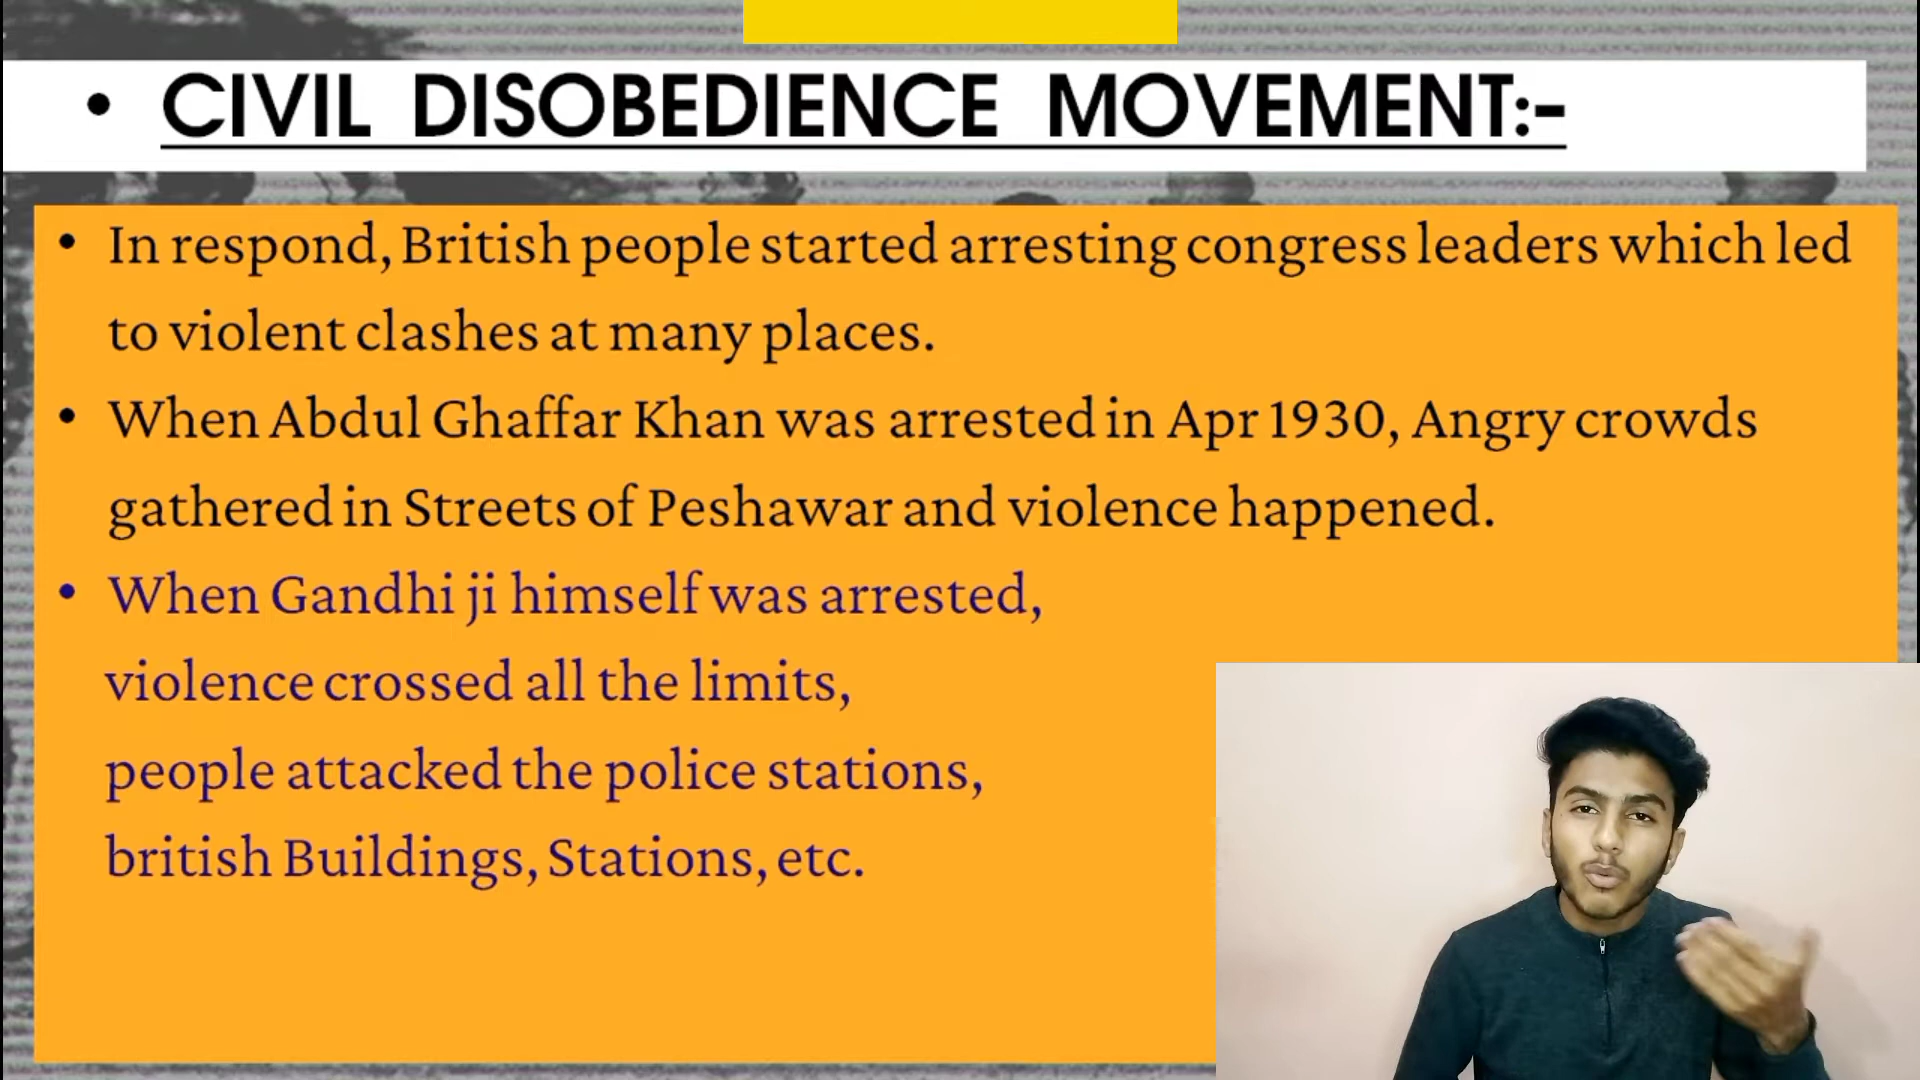 • CIVIL DISOBEDIENCE MOVEMENT:-
• In respond, British people started arresting congress leaders which led
to violent clashes at many places.
• When Abdul Ghaffar Khan was arrested in Apr 1930, Angry crowds
gathered in Streets of Peshawar and violence happened.
• When Gandhi ji himself was arrested,
violence crossed all the limits,
people attacked the police stations,
british Buildings, Stations, etc.